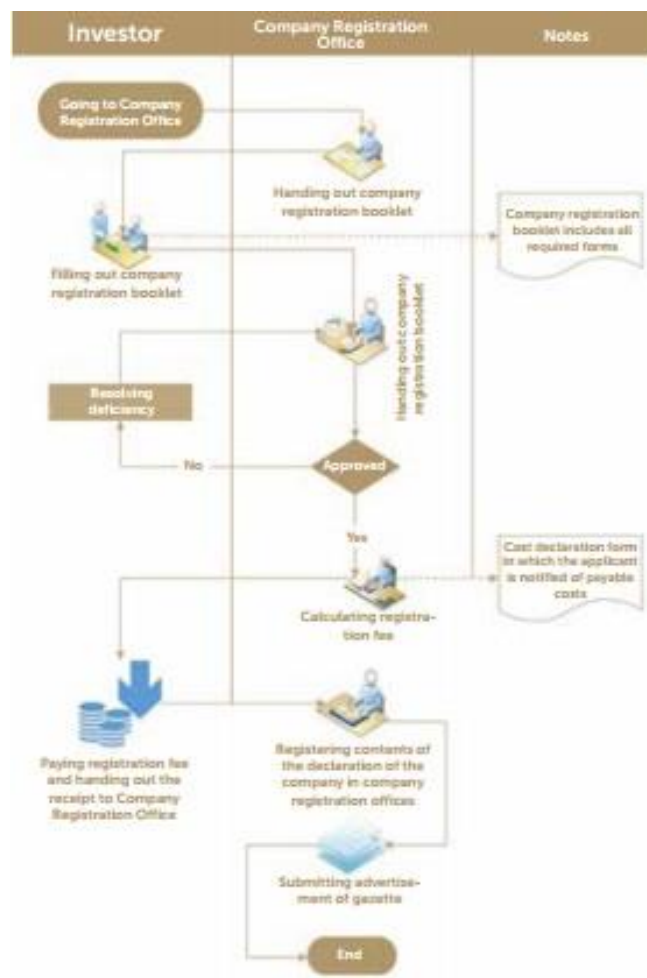 Investor
Company Registration
Office
Notes
Going to Company
Registration Office
Handing out company
registration booklet
Company registration
booklet includes all
required forms
Filling out company
registration booklet
Handing out company
registration booklet
Resolving
deficiency
No
Approved
Yes
Cost declaration form
in which the applicant
is notified of payable
costs
Calculating registra-
tion fee
Paying registration fee
and handing out the
receipt to Company
Registration Office
Registering contents of
the declaration of the
company in company
registration offices
Submitting advertise-
ment of gazette
End